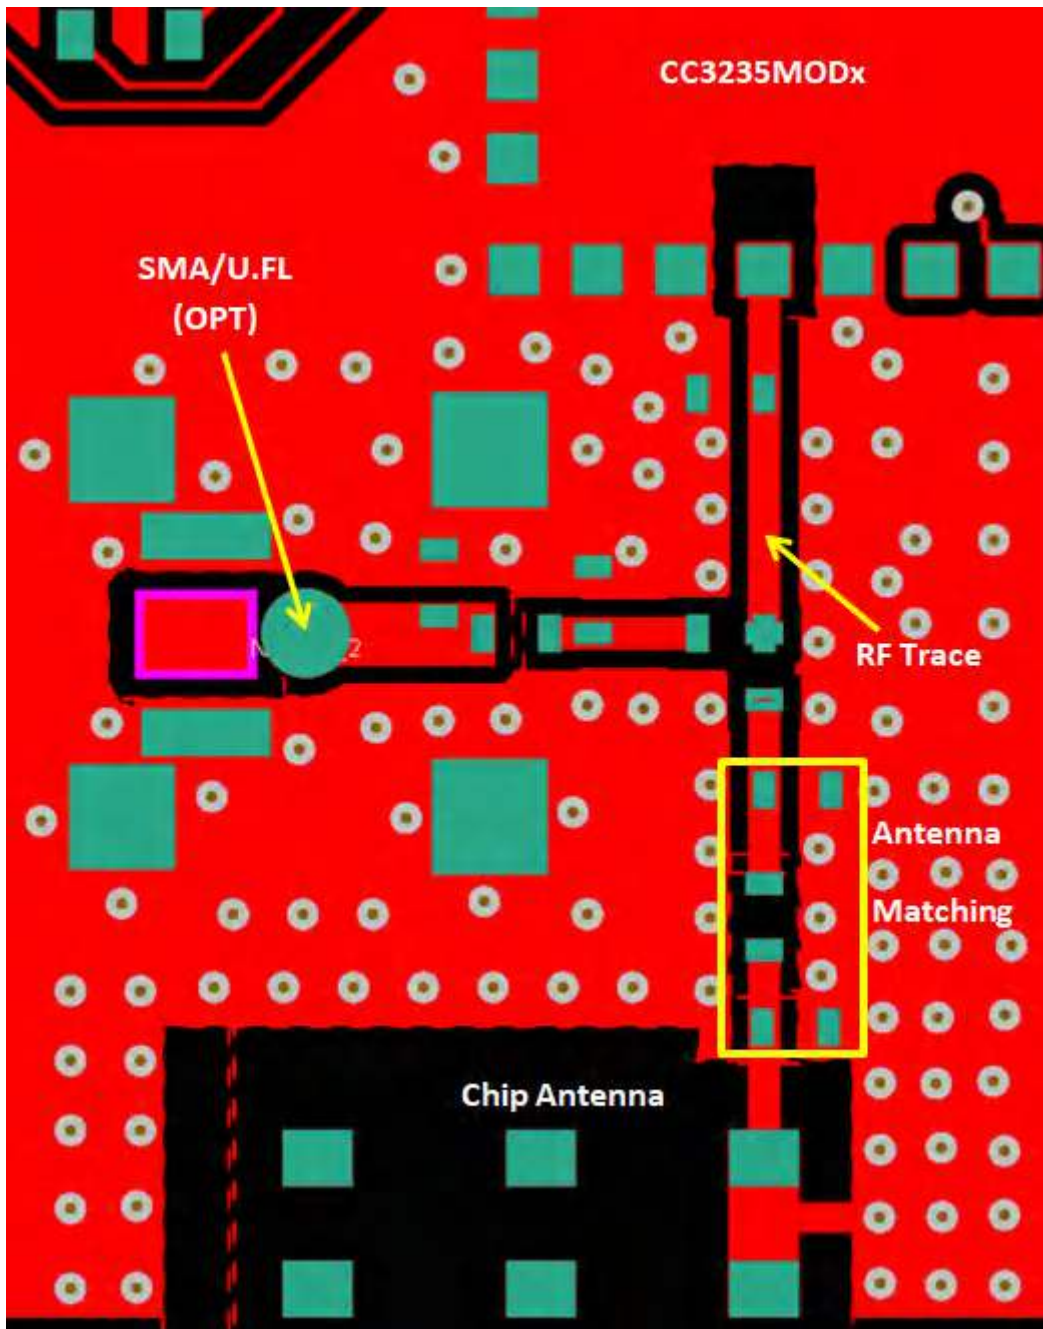 CC3235MODx
SMA/U.FL
(OPT)
RF Trace
Antenna
Matching
Chip Antenna